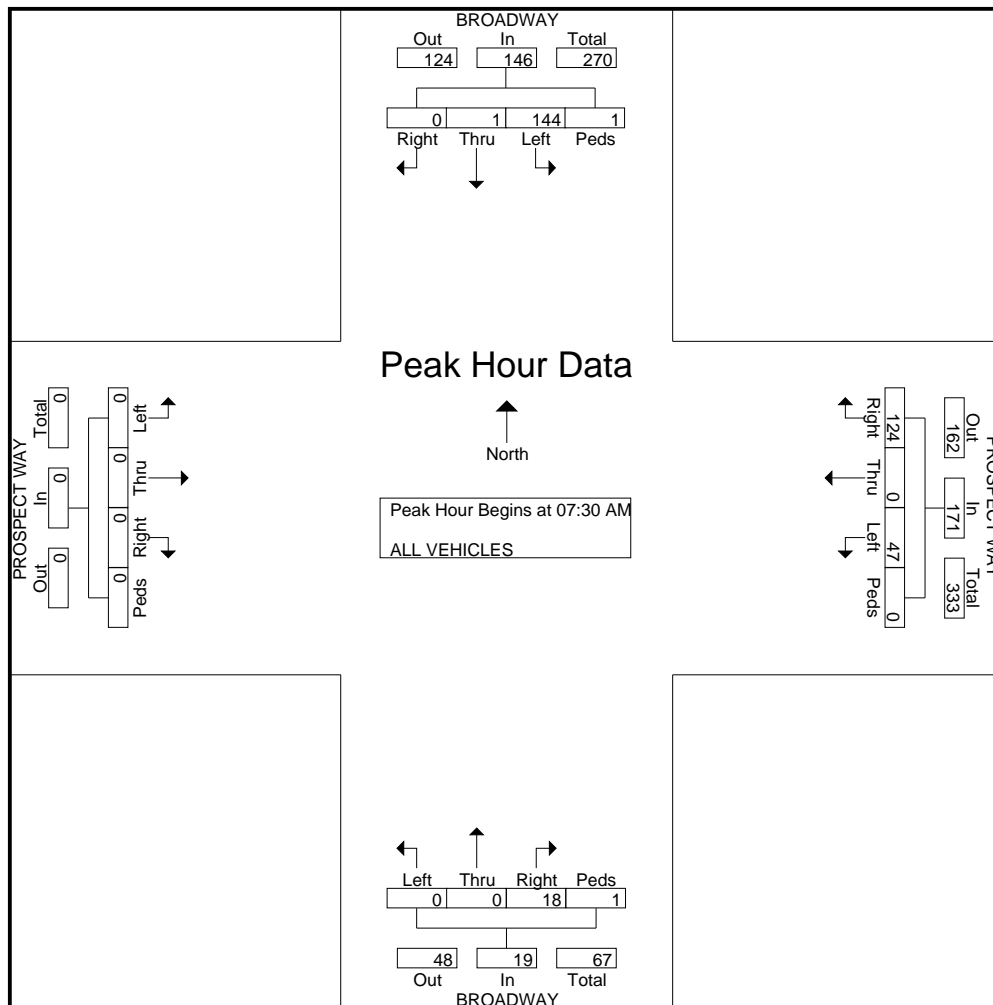 BROADWAY
Out In Total
124 146 270
0 1 144 1
Right Thru Left Peds
Peak Hour Data
North
Peak Hour Begins at 07:30 AM
ALL VEHICLES
PROSPECT WAY
Out In Total
0 0 0
0 0 0 0
Left Thru Right Peds
Right Thru Left Peds
124 0 47 0
162 171 333
Out In Total
PROSPECT WAY
Left Thru Right Peds
0 0 18 1
48 19 67
Out In Total
BROADWAY